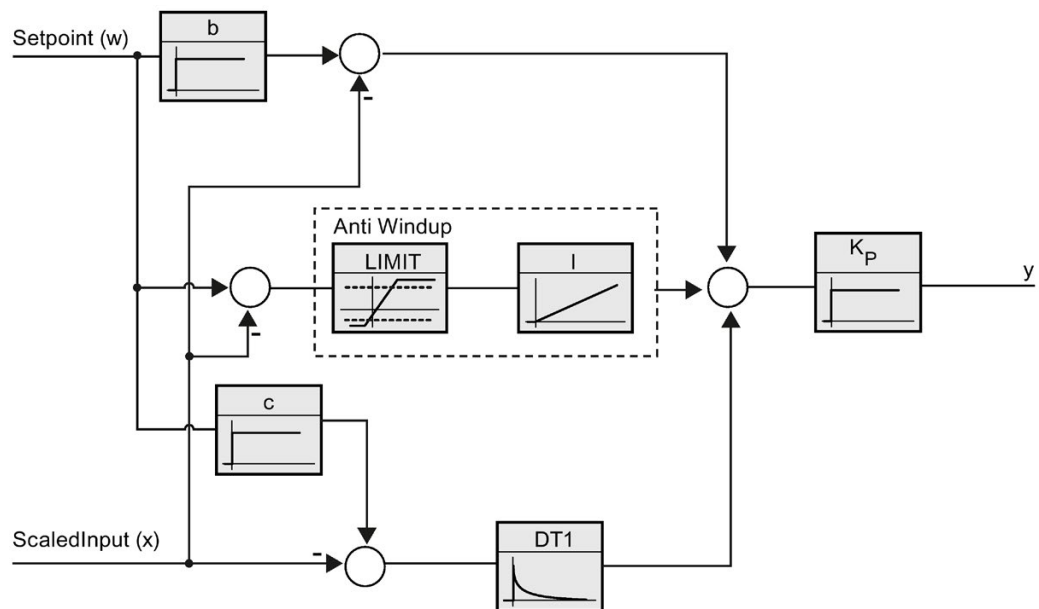 Setpoint (w)
b
-
Anti Windup
LIMIT
I
K_P
y
-
c
ScaledInput (x)
-
DT1